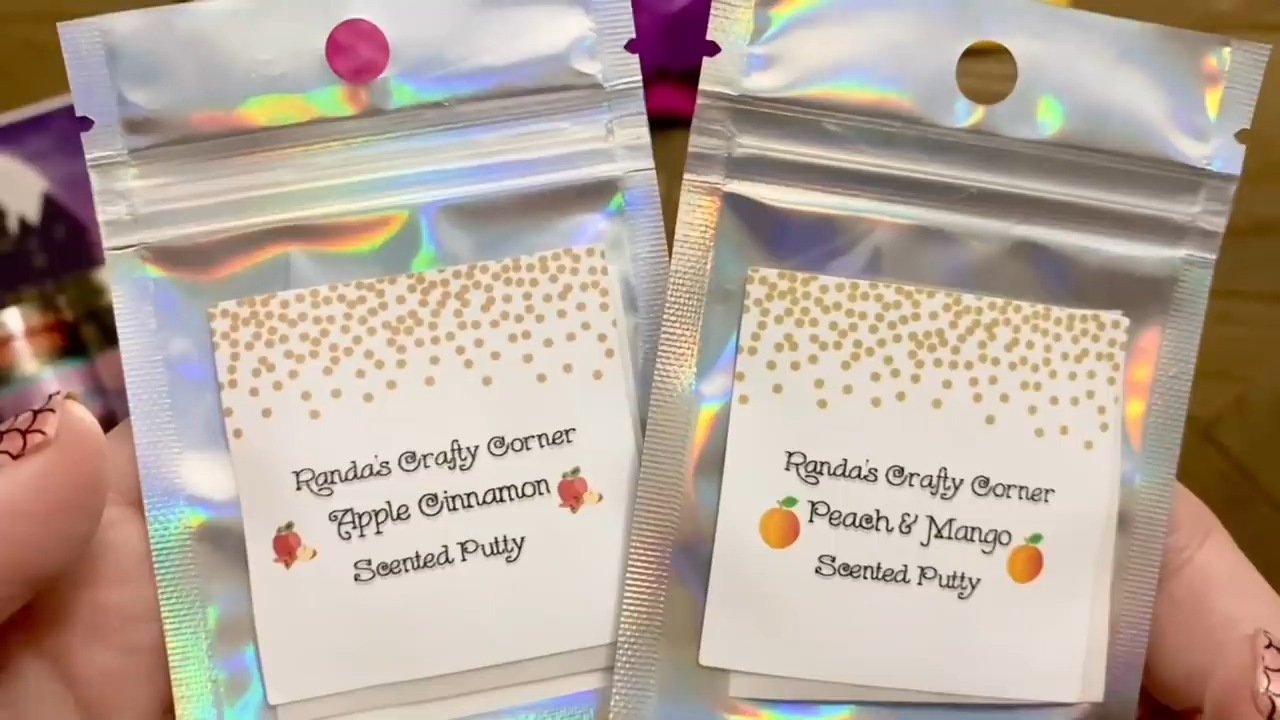 Randa's Crafty Corner
Apple Cinnamon
Scented Putty
Randa's Crafty Corner
Peach & Mango
Scented Putty